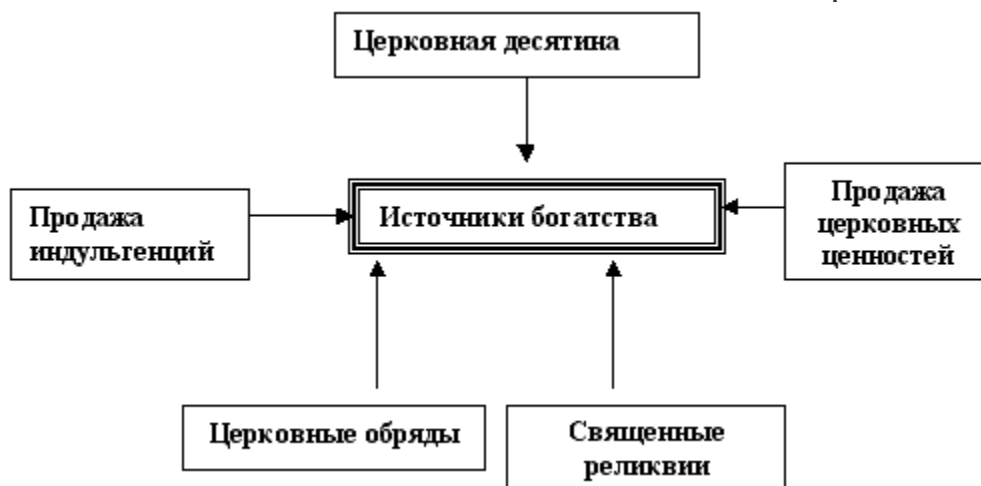 Церковная десятина
Продажа
индульгенций
Источники богатства
Продажа
церковных
ценностей
Церковные обряды
Священные
реликвии